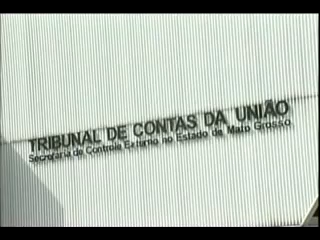 TRIBUNAL DE CONTAS DA UNIÃO
Secretaria de Controle Externo no Estado de Mato Grosso